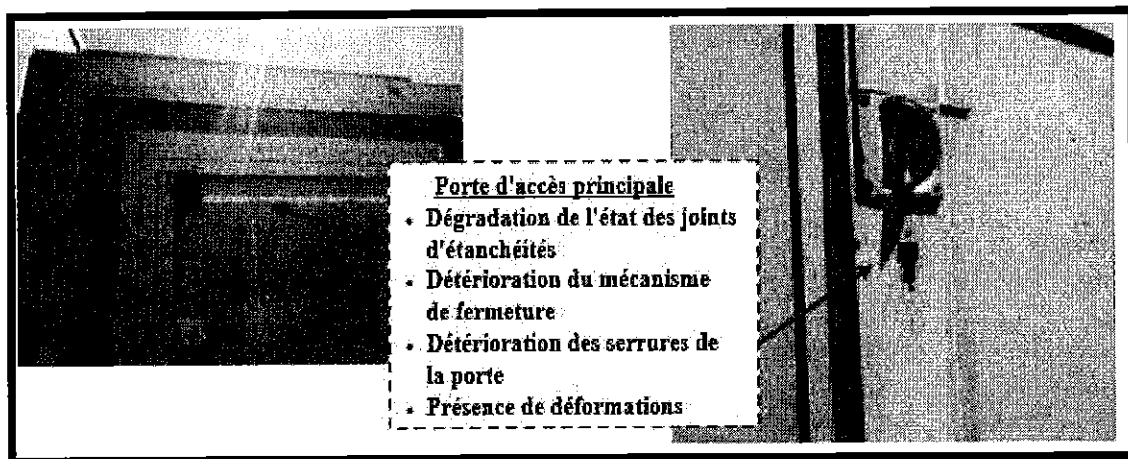 Porte d'accès principale
• Dégradation de l'état des joints
d'étanchéités
• Détérioration du mécanisme
de fermeture
• Détérioration des serrures de
la porte
• Présence de déformations